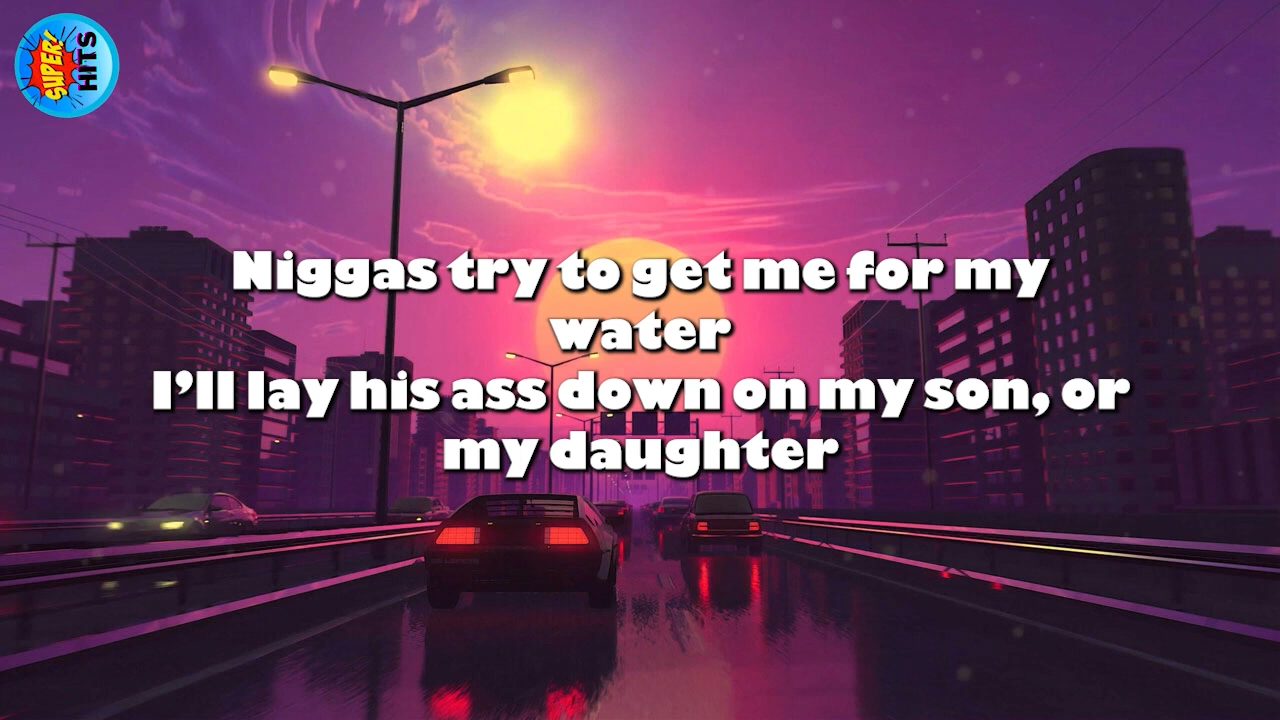 SUPER!
HITS
Niggas try to get me for my
water
I'll lay his ass down on my son, or
my daughter